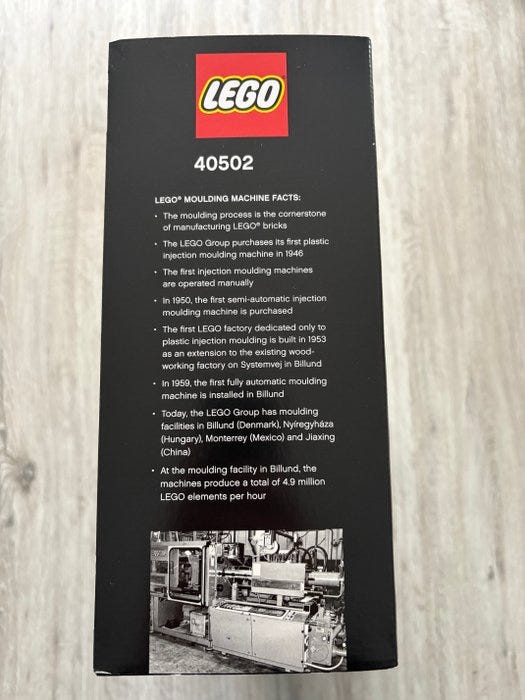 LEGO®
40502
LEGO® MOULDING MACHINE FACTS:
• The moulding process is the cornerstone
of manufacturing LEGO® bricks
• The LEGO Group purchases its first plastic
injection moulding machine in 1946
• The first injection moulding machines
are operated manually
• In 1950, the first semi-automatic injection
moulding machine is purchased
• The first LEGO factory dedicated only to
plastic injection moulding is built in 1953
as an extension to the existing wood-
working factory on Systemvej in Billund
• In 1959, the first fully automatic moulding
machine is installed in Billund
• Today, the LEGO Group has moulding
facilities in Billund (Denmark), Nyíregyháza
(Hungary), Monterrey (Mexico) and Jiaxing
(China)
• At the moulding facility in Billund, the
machines produce a total of 4.9 million
LEGO elements per hour